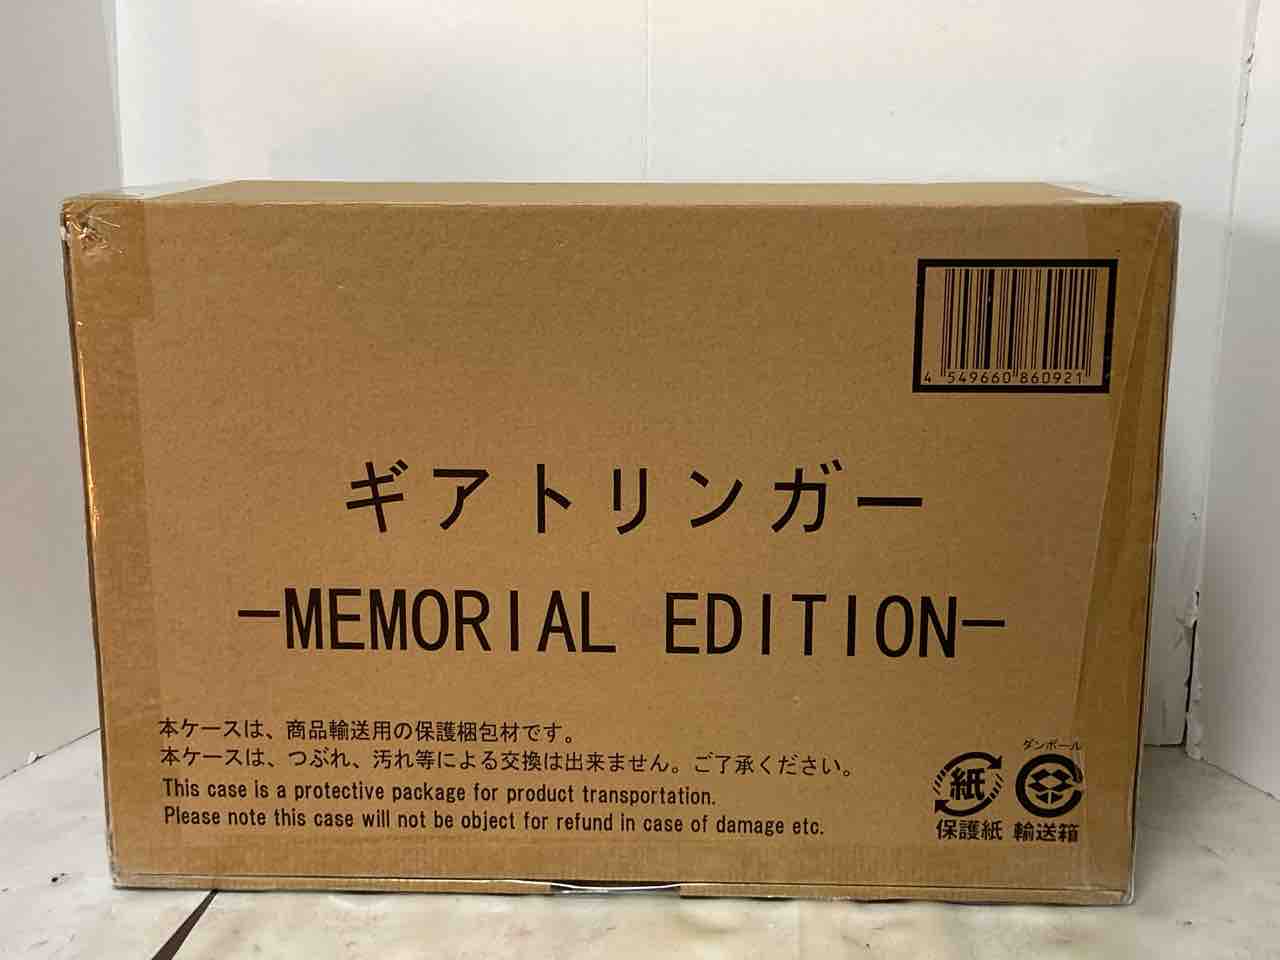 4 549660 860921
ギアトリンガー
-MEMORIAL EDITION-
本ケースは、商品輸送用の保護梱包材です。
本ケースは、つぶれ、汚れ等による交換は出来ません。ご了承ください。
This case is a protective package for product transportation.
Please note this case will not be object for refund in case of damage etc.
ダンボール
紙
保護紙 輸送箱